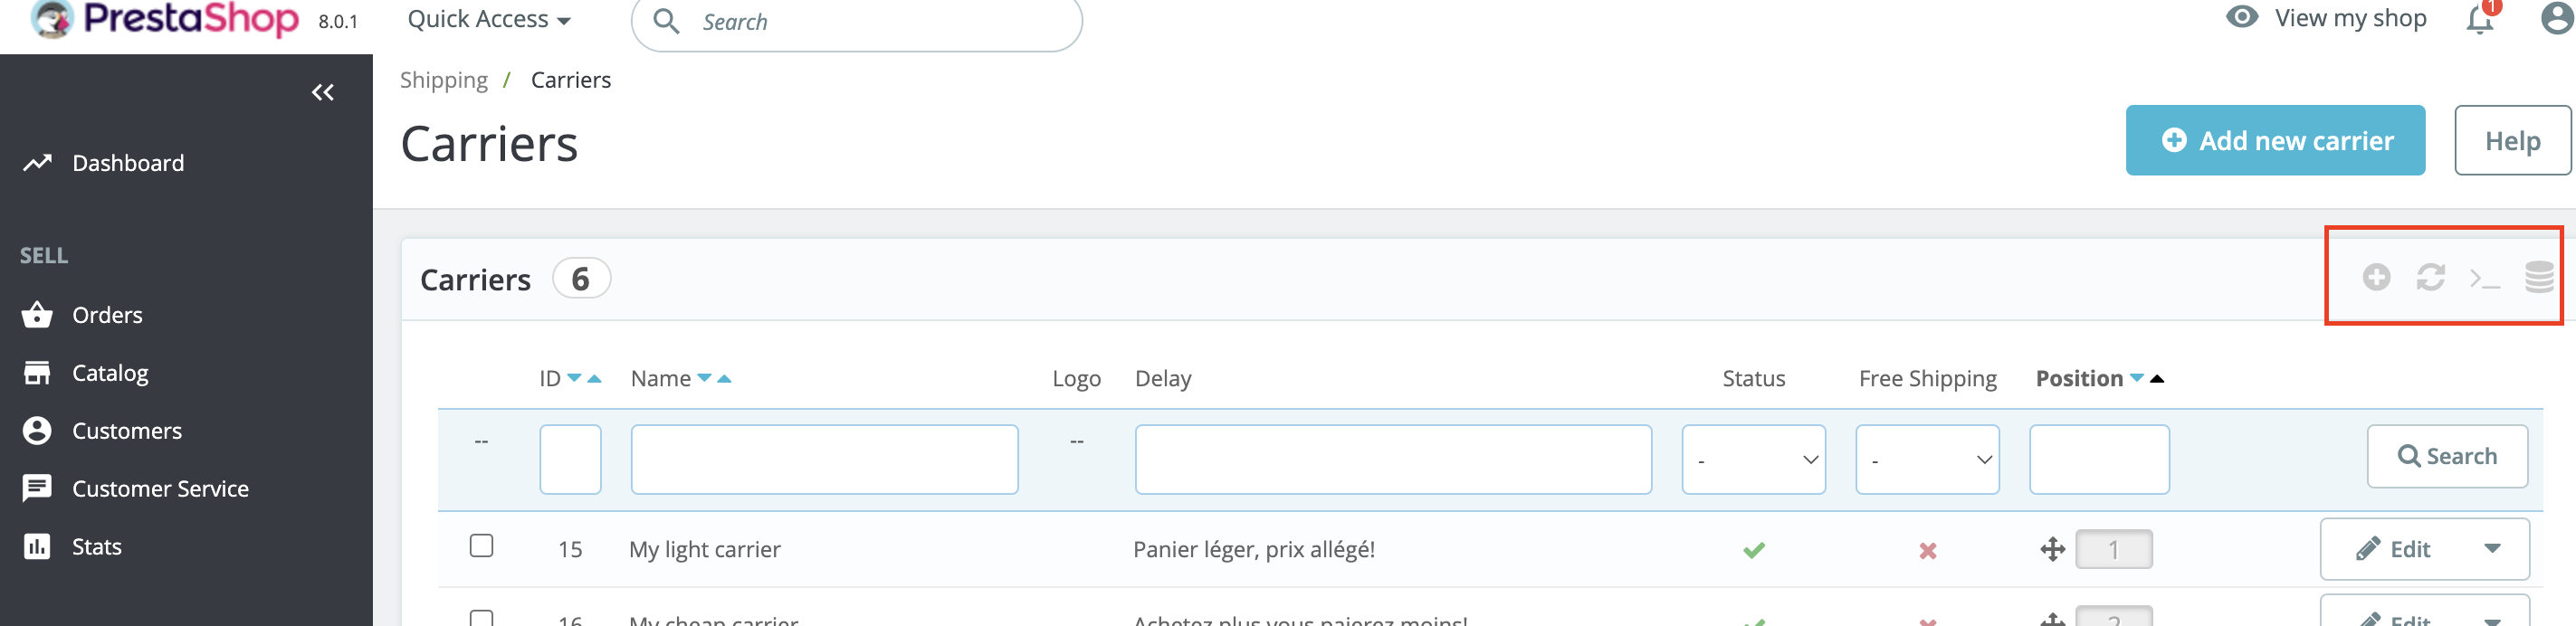 PrestaShop 8.0.1 Quick Access Search View my shop 1
Shipping / Carriers
Carriers
Add new carrier Help
Dashboard
SELL
Orders
Catalog
Customers
Customer Service
Stats
Carriers 6
ID Name Logo Delay Status Free Shipping Position
-- -- - - Search
15 My light carrier Panier léger, prix allégé! 1 Edit
16 My cheap carrier Achetez plus vous paierez moins! 2 Edit